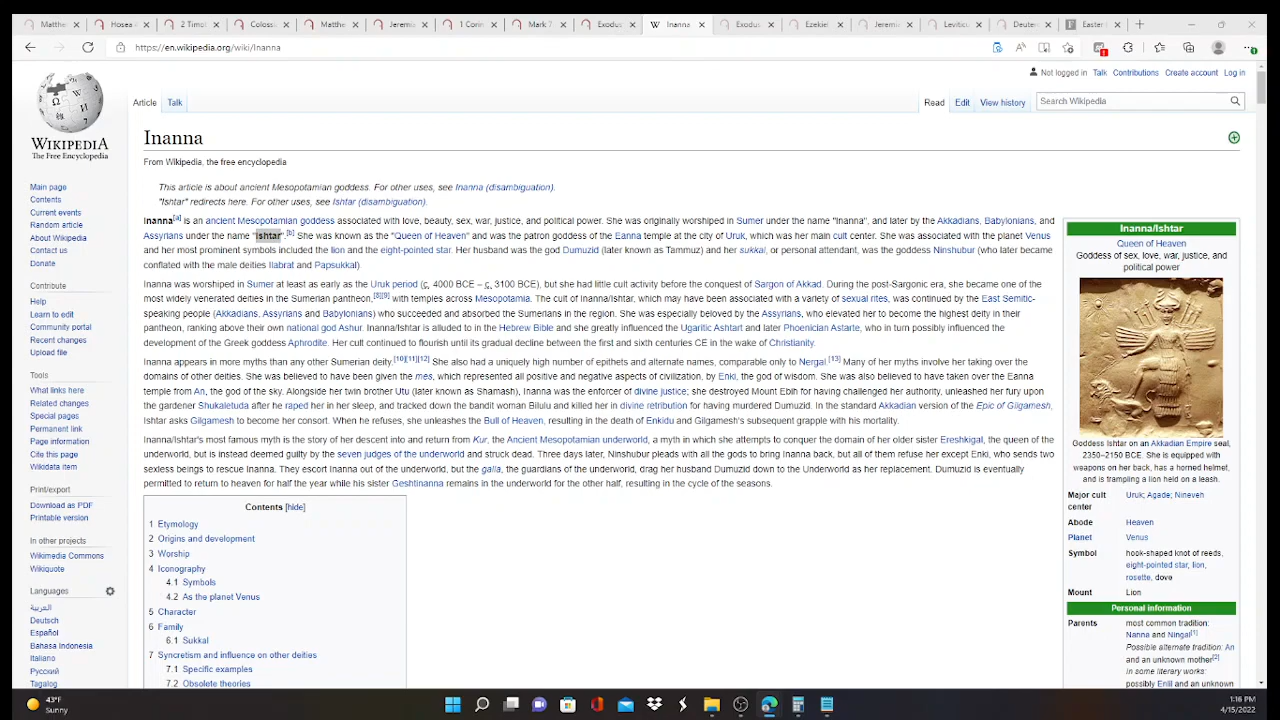 Matthe
Hosea
2 Timot
Coloss
Matthe
Jeremia
1 Corin
Mark 7
Exodus
Inanna
Exodus
Ezekiel
Jeremia
Leviticu
Deuter
Easter
https://en.wikipedia.org/wiki/Inanna
Not logged in Talk Contributions Create account Log in
Article Talk
Read Edit View history
Search Wikipedia
WIKIPEDIA
The Free Encyclopedia
Main page
Contents
Current events
Random article
About Wikipedia
Contact us
Donate
Contribute
Help
Learn to edit
Community portal
Recent changes
Upload file
Tools
What links here
Related changes
Special pages
Permanent link
Page information
Cite this page
Wikidata item
Print/export
Download as PDF
Printable version
In other projects
Wikimedia Commons
Wikiquote
Languages
العربية
Deutsch
Español
Bahasa Indonesia
Italiano
Русский
Tagalog
Inanna
From Wikipedia, the free encyclopedia
This article is about ancient Mesopotamian goddess. For other uses, see Inanna (disambiguation).
"Ishtar" redirects here. For other uses, see Ishtar (disambiguation).
Inanna[a] is an ancient Mesopotamian goddess associated with love, beauty, sex, war, justice, and political power. She was originally worshiped in Sumer under the name "Inanna", and later by the Akkadians, Babylonians, and
Assyrians under the name "Ishtar".[b] She was known as the "Queen of Heaven" and was the patron goddess of the Eanna temple at the city of Uruk, which was her main cult center. She was associated with the planet Venus
and her most prominent symbols included the lion and the eight-pointed star. Her husband was the god Dumuzid (later known as Tammuz) and her sukkal, or personal attendant, was the goddess Ninshubur (who later became
conflated with the male deities Ilabrat and Papsukkal).
Inanna was worshiped in Sumer at least as early as the Uruk period (c. 4000 BCE – c. 3100 BCE), but she had little cult activity before the conquest of Sargon of Akkad. During the post-Sargonic era, she became one of the
most widely venerated deities in the Sumerian pantheon,[8][9] with temples across Mesopotamia. The cult of Inanna/Ishtar, which may have been associated with a variety of sexual rites, was continued by the East Semitic-
speaking people (Akkadians, Assyrians and Babylonians) who succeeded and absorbed the Sumerians in the region. She was especially beloved by the Assyrians, who elevated her to become the highest deity in their
pantheon, ranking above their own national god Ashur. Inanna/Ishtar is alluded to in the Hebrew Bible and she greatly influenced the Ugaritic Ashtart and later Phoenician Astarte, who in turn possibly influenced the
development of the Greek goddess Aphrodite. Her cult continued to flourish until its gradual decline between the first and sixth centuries CE in the wake of Christianity.
Inanna appears in more myths than any other Sumerian deity.[10][11][12] She also had a uniquely high number of epithets and alternate names, comparable only to Nergal.[13] Many of her myths involve her taking over the
domains of other deities. She was believed to have been given the mes, which represented all positive and negative aspects of civilization, by Enki, the god of wisdom. She was also believed to have taken over the Eanna
temple from An, the god of the sky. Alongside her twin brother Utu (later known as Shamash), Inanna was the enforcer of divine justice; she destroyed Mount Ebih for having challenged her authority, unleashed her fury upon
the gardener Shukaletuda after he raped her in her sleep, and tracked down the bandit woman Bilulu and killed her in divine retribution for having murdered Dumuzid. In the standard Akkadian version of the Epic of Gilgamesh,
Ishtar asks Gilgamesh to become her consort. When he refuses, she unleashes the Bull of Heaven, resulting in the death of Enkidu and Gilgamesh's subsequent grapple with his mortality.
Inanna/Ishtar's most famous myth is the story of her descent into and return from Kur, the Ancient Mesopotamian underworld, a myth in which she attempts to conquer the domain of her older sister Ereshkigal, the queen of the
underworld, but is instead deemed guilty by the seven judges of the underworld and struck dead. Three days later, Ninshubur pleads with all the gods to bring Inanna back, but all of them refuse her except Enki, who sends two
sexless beings to rescue Inanna. They escort Inanna out of the underworld, but the galla, the guardians of the underworld, drag her husband Dumuzid down to the Underworld as her replacement. Dumuzid is eventually
permitted to return to heaven for half the year while his sister Geshtinanna remains in the underworld for the other half, resulting in the cycle of the seasons.
Contents [hide]
1 Etymology
2 Origins and development
3 Worship
4 Iconography
4.1 Symbols
4.2 As the planet Venus
5 Character
6 Family
6.1 Sukkal
7 Syncretism and influence on other deities
7.1 Specific examples
7.2 Obsolete theories
Inanna/Ishtar
Queen of Heaven
Goddess of sex, love, war, justice, and
political power
Goddess Ishtar on an Akkadian Empire seal,
2350–2150 BCE. She is equipped with
weapons on her back, has a horned helmet,
and is trampling a lion held on a leash.
Major cult center Uruk; Agade; Nineveh
Abode Heaven
Planet Venus
Symbol hook-shaped knot of reeds,
eight-pointed star, lion,
rosette, dove
Mount Lion
Personal information
Parents most common tradition:
Nanna and Ningal[1]
Possible alternate tradition: An
and an unknown mother[2]
in some literary works:
possibly Enlil and an unknown
43°F
Sunny
1:16 PM
4/15/2022